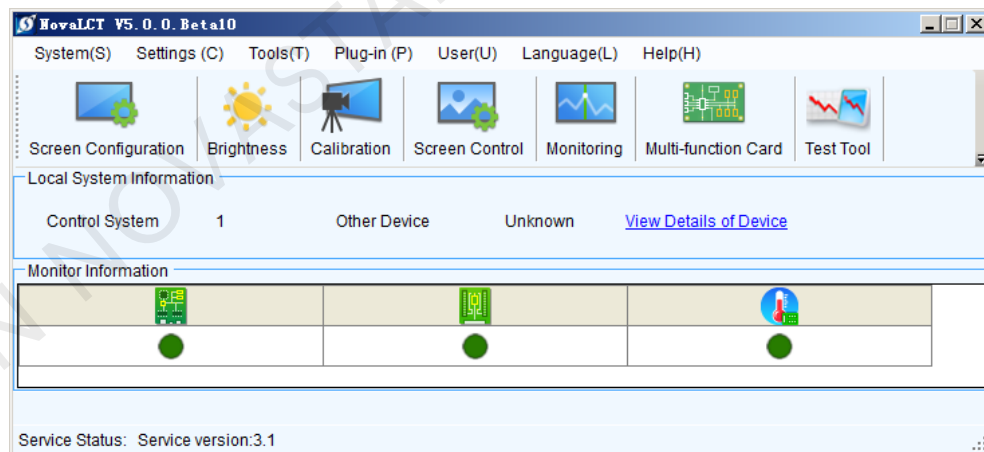 NovaLCT V5.0.0.Beta10
System(S) Settings (C) Tools(T) Plug-in (P) User(U) Language(L) Help(H)
Screen Configuration Brightness Calibration Screen Control Monitoring Multi-function Card Test Tool
Local System Information
Control System 1 Other Device Unknown View Details of Device
Monitor Information
Service Status: Service version:3.1
N NOVASTA